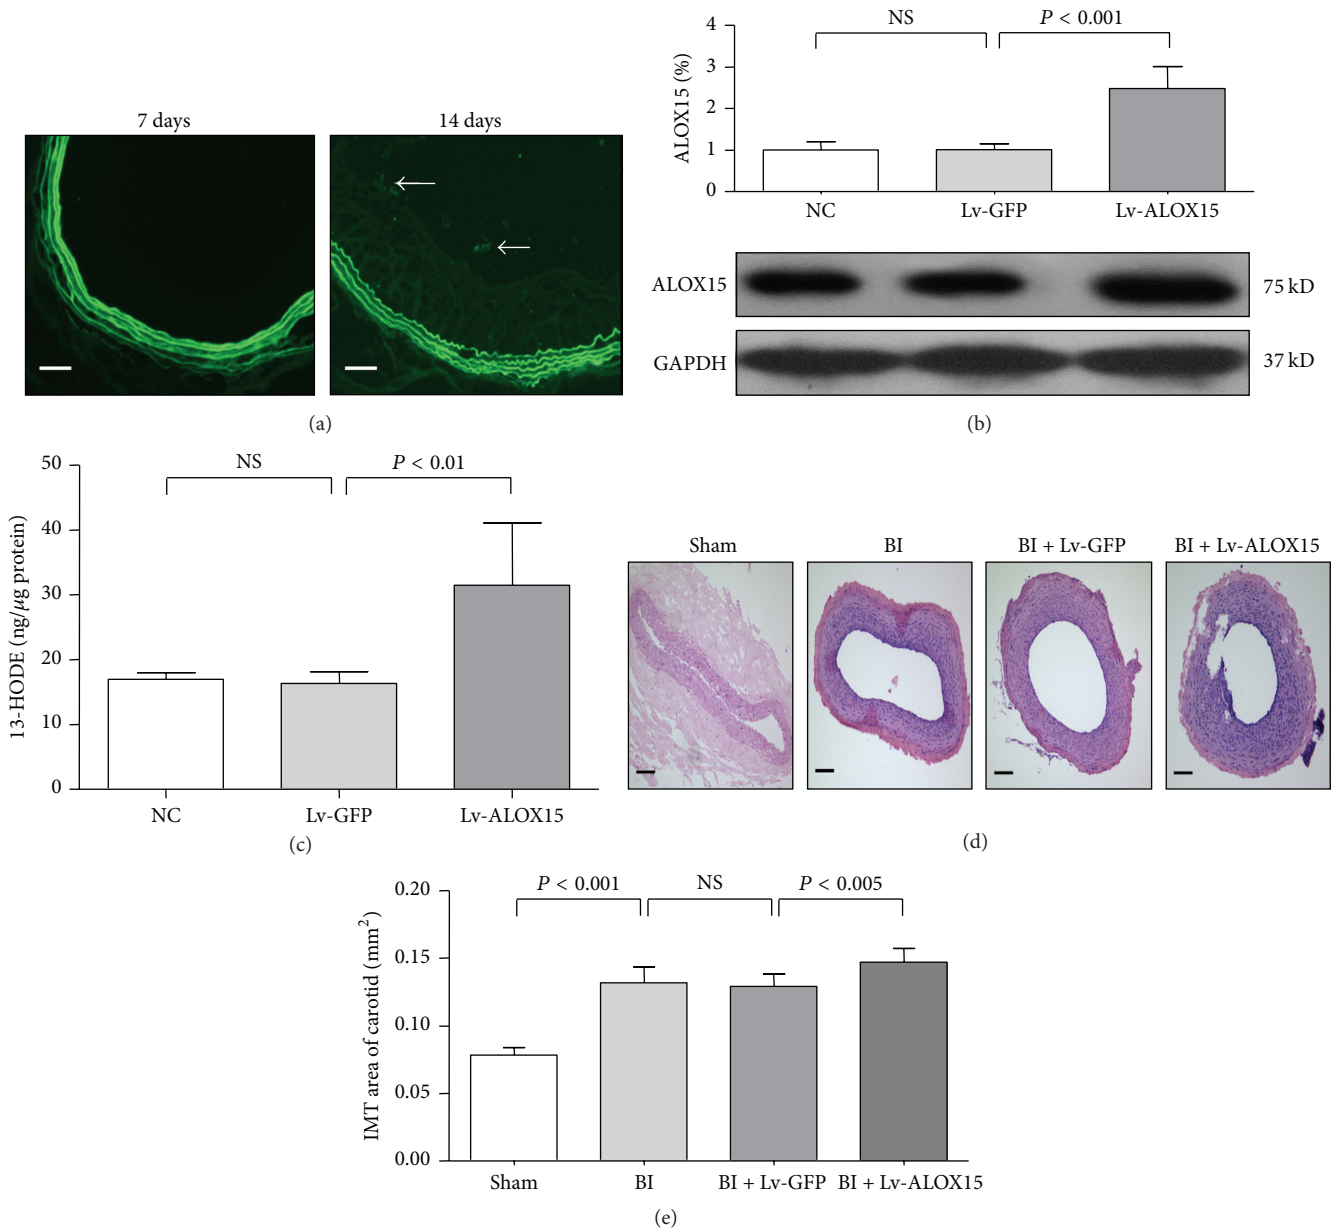 7 days
14 days
(a)
NS
P < 0.001
ALOX15 (%)
4
3
2
1
0
NC
Lv-GFP
Lv-ALOX15
ALOX15
75 kD
GAPDH
37 kD
(b)
NS
P < 0.01
13-HODE (ng/μg protein)
50
40
30
20
10
0
NC
Lv-GFP
Lv-ALOX15
(c)
Sham
BI
BI + Lv-GFP
BI + Lv-ALOX15
(d)
P < 0.001
NS
P < 0.005
IMT area of carotid (mm²)
0.20
0.15
0.10
0.05
0.00
Sham
BI
BI + Lv-GFP
BI + Lv-ALOX15
(e)